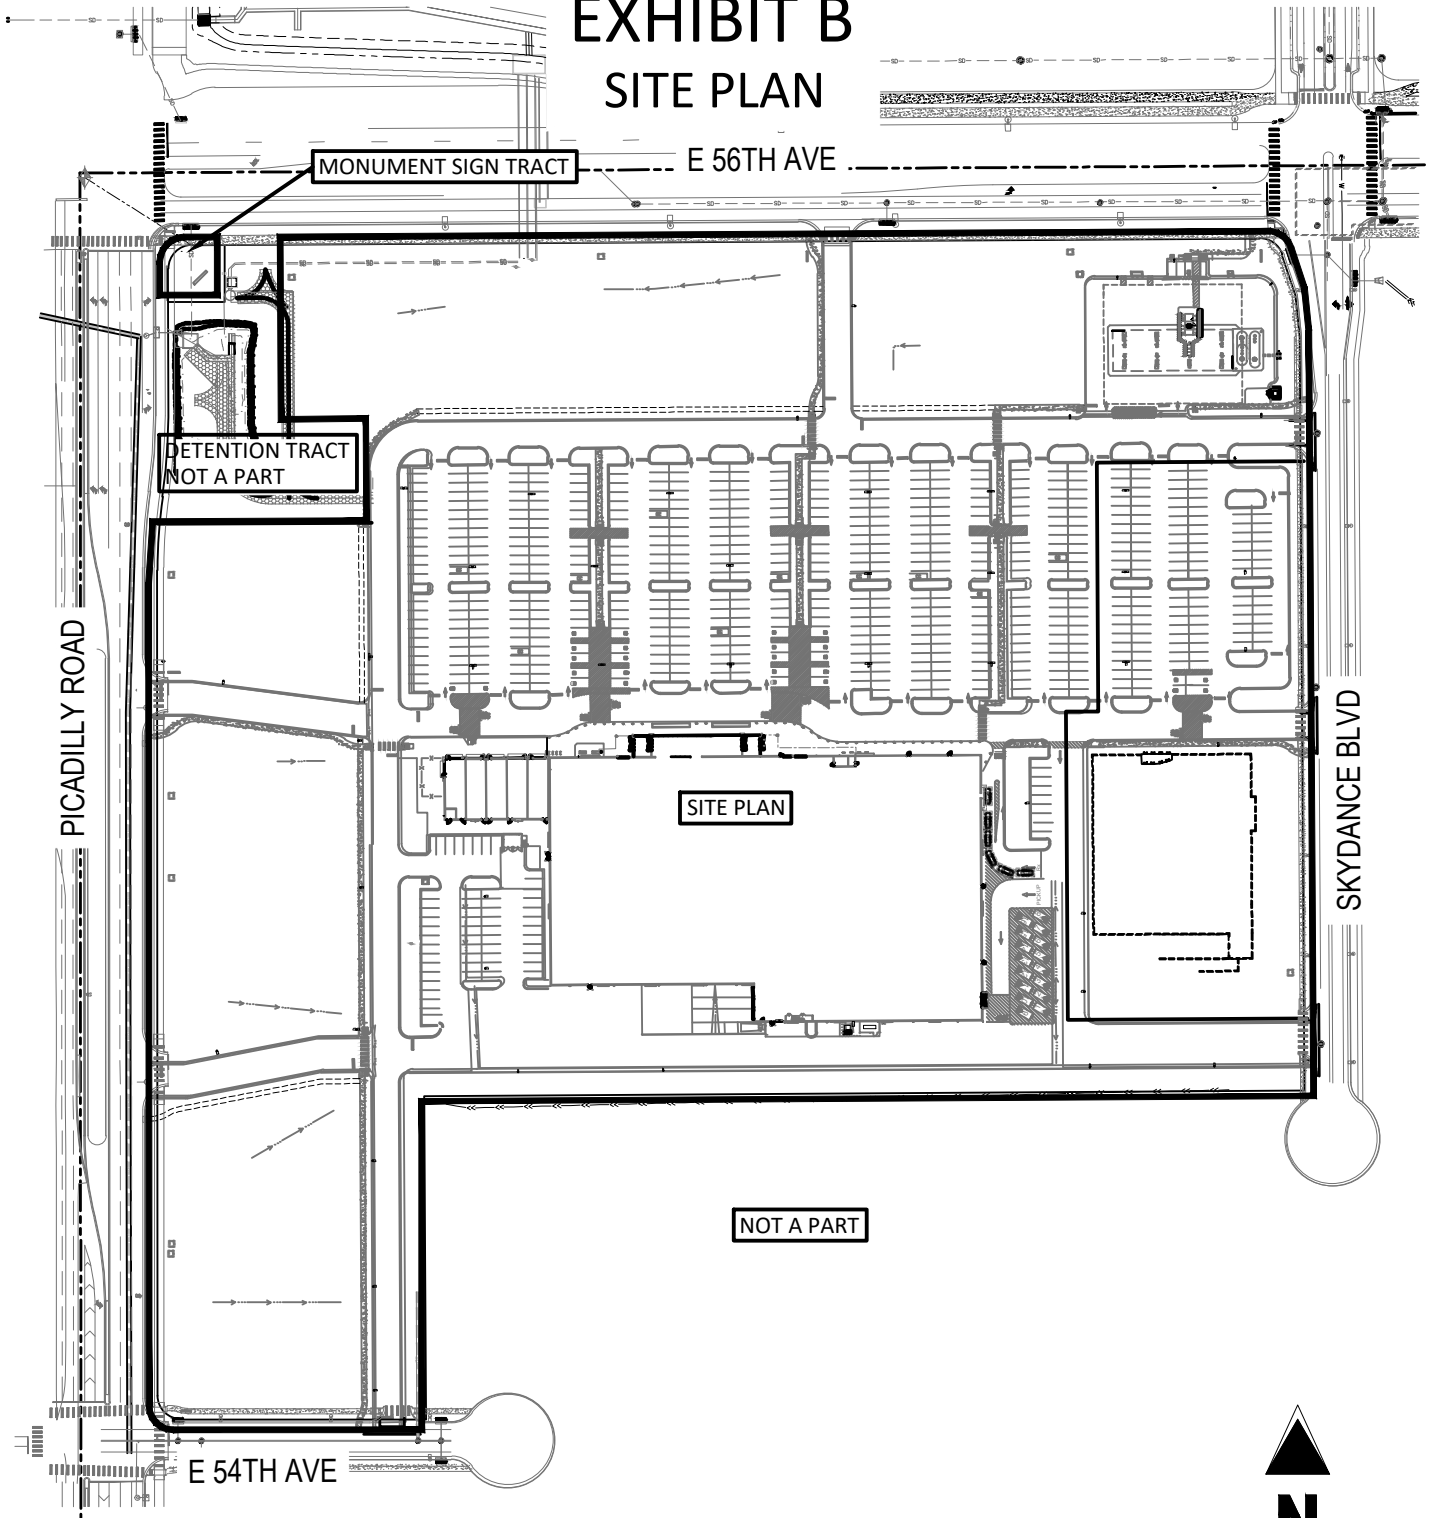 EXHIBIT B
SITE PLAN
E 56TH AVE
MONUMENT SIGN TRACT
DETENTION TRACT
NOT A PART
PICADILLY ROAD
SKYDANCE BLVD
SITE PLAN
PICKUP
NOT A PART
E 54TH AVE
N